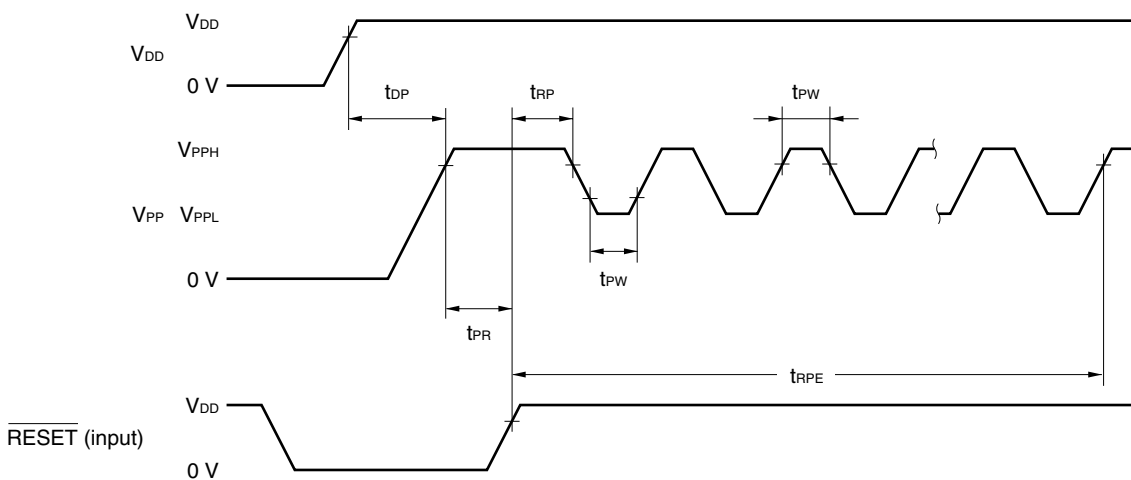 VDD
VDD
0 V
tDP
tRP
tPW
VPPH
VPP VPPL
tPW
0 V
tPR
tRPE
VDD
RESET (input)
0 V